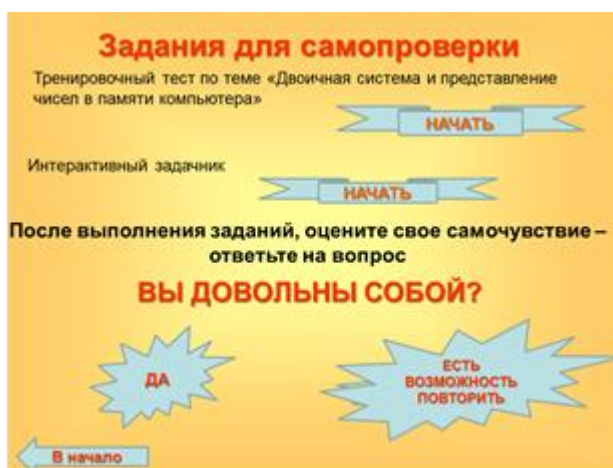 Задания для самопроверки
Тренировочный тест по теме «Двоичная система и представление
чисел в памяти компьютера»
НАЧАТЬ
Интерактивный задачник
НАЧАТЬ
После выполнения заданий, оцените свое самочувствие –
ответьте на вопрос
ВЫ ДОВОЛЬНЫ СОБОЙ?
ДА
ЕСТЬ
ВОЗМОЖНОСТЬ
ПОВТОРИТЬ
В начало